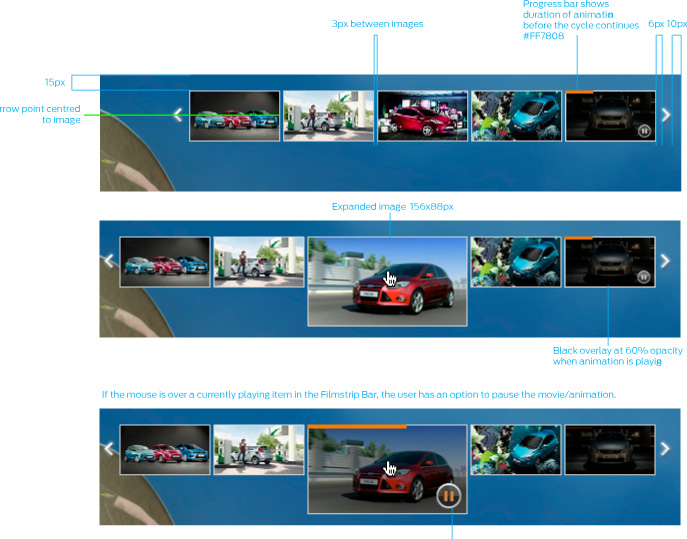 Progress bar shows
duration of animatin
before the cycle continues
#FF7808
3px between images
6px 10px
15px
rrow point centred
to image
Expanded image 156x88px
Black overlay at 60% opacity
when animation is playig
If the mouse is over a currently playing item in the Filmstrip Bar, the user has an option to pause the movie/animation.